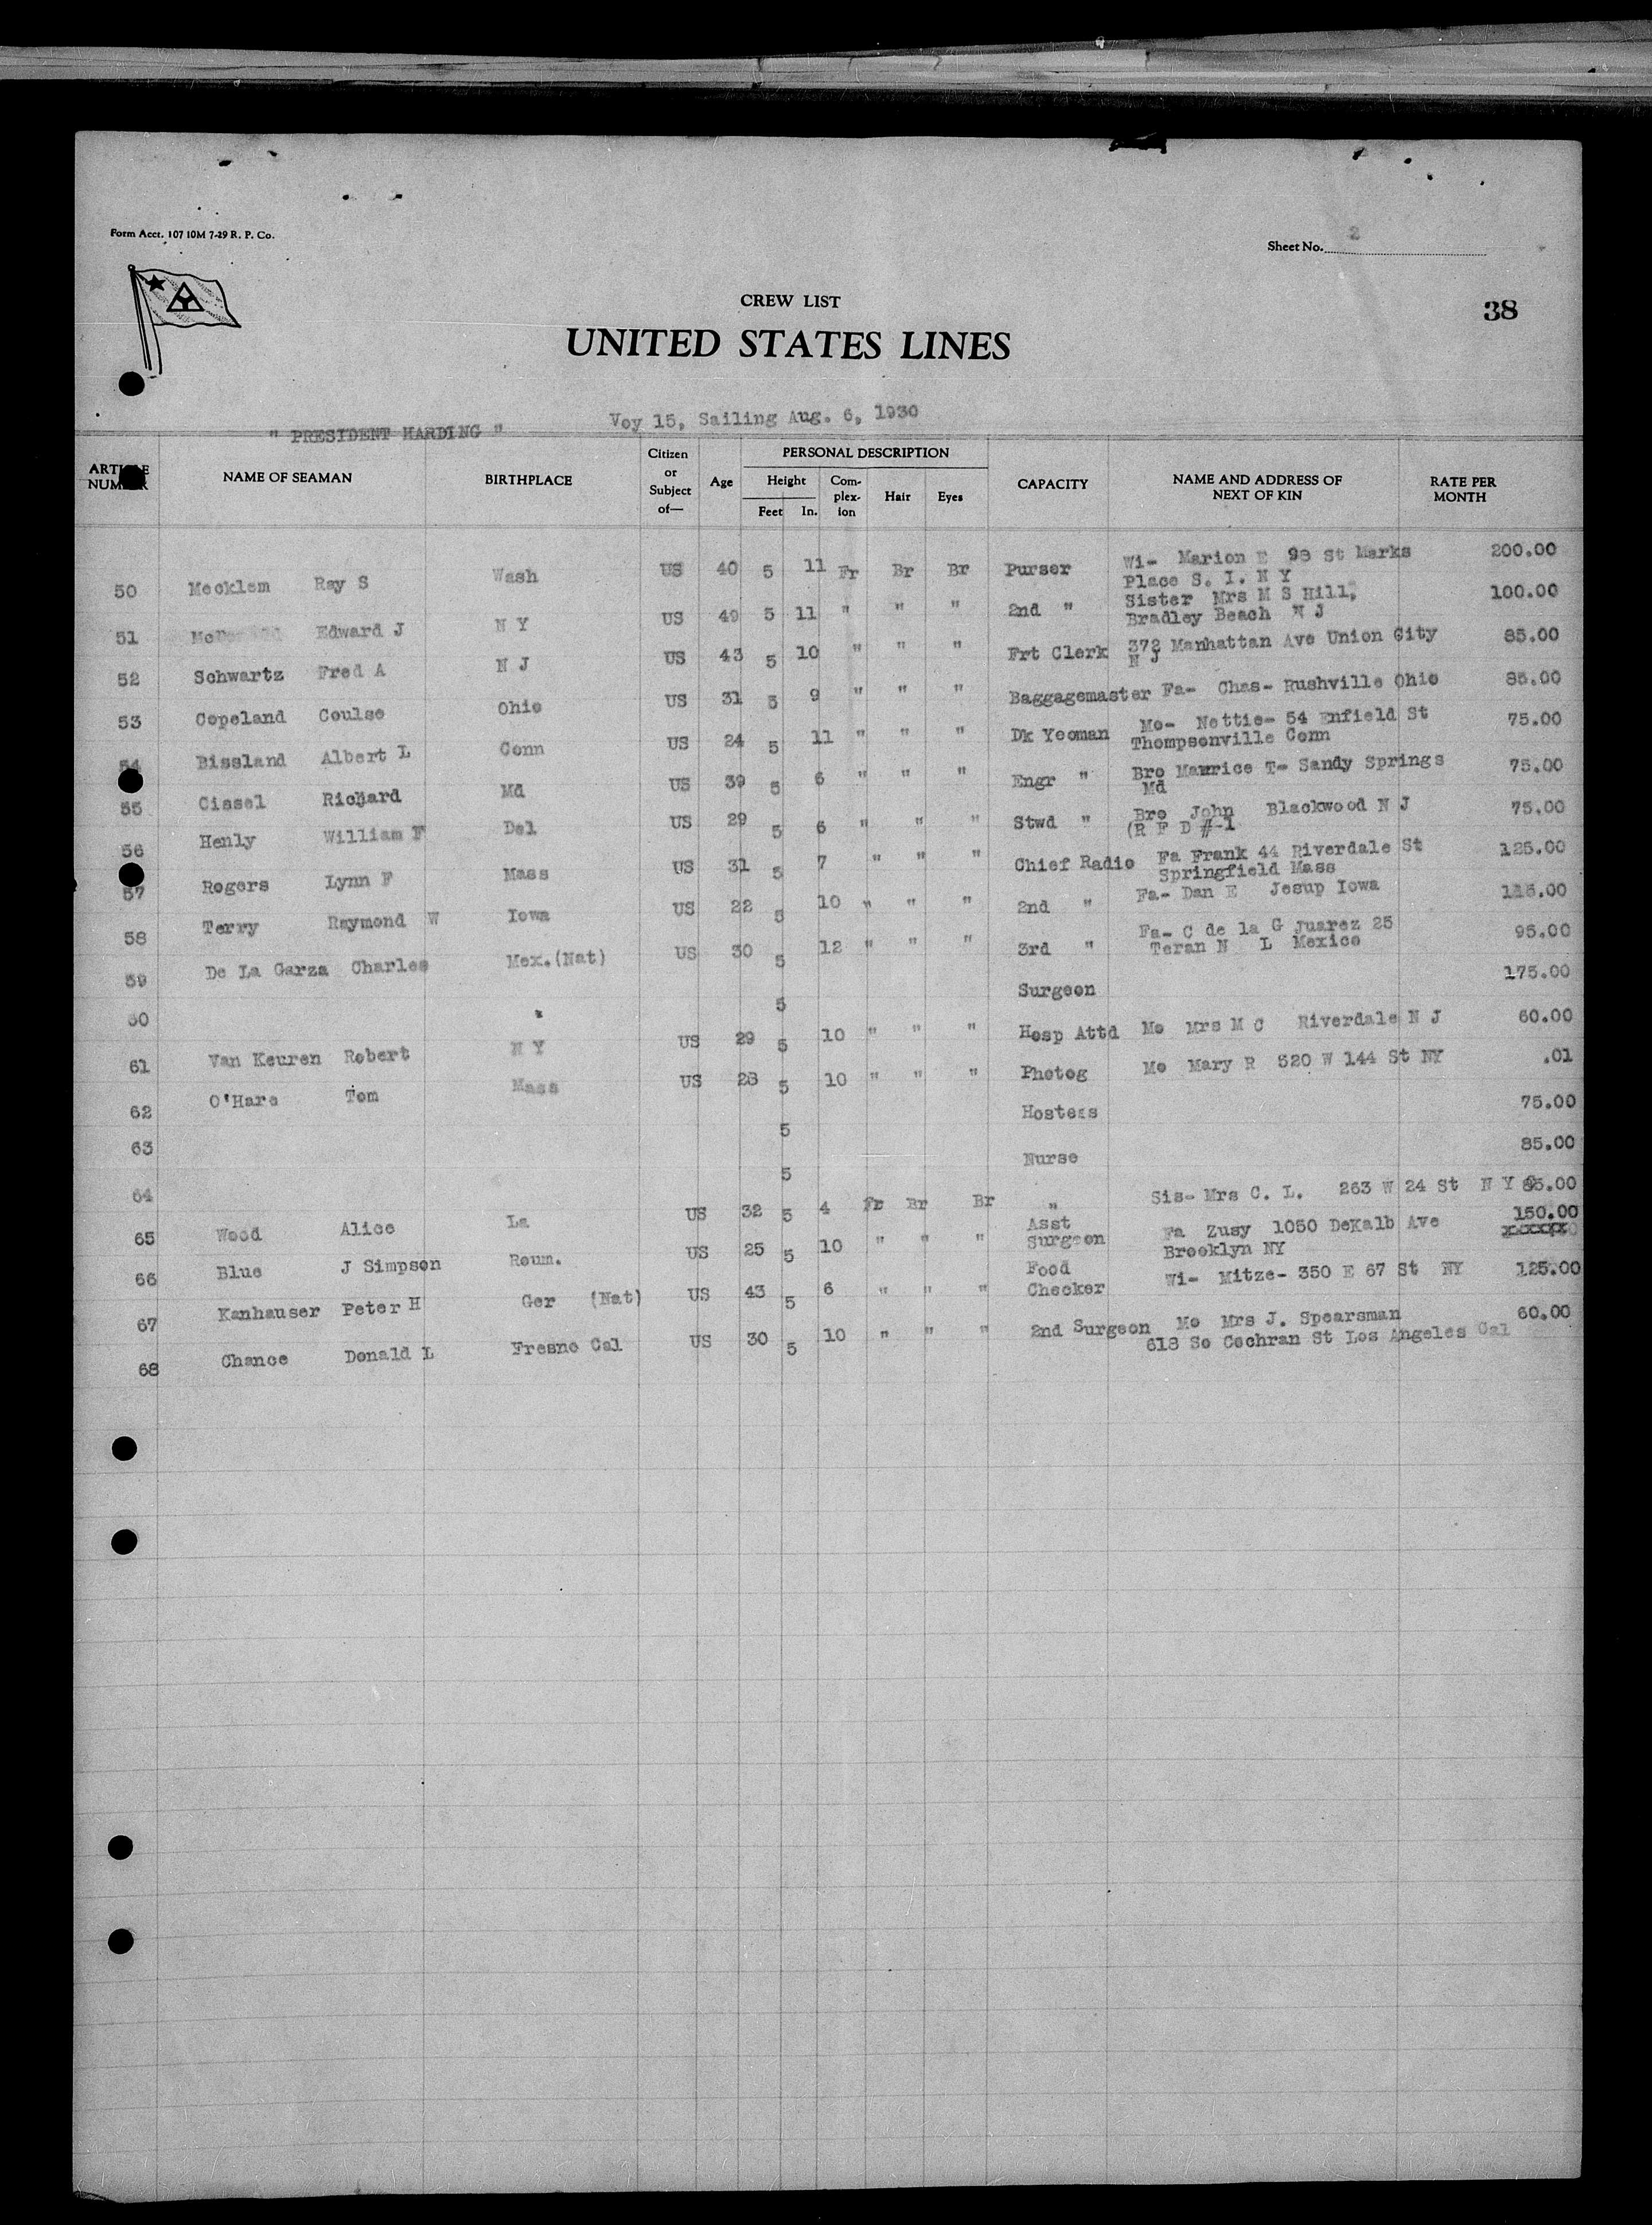 Form Acct. 107 10M 7-29 R. P. Co.
Sheet No. 2
38
CREW LIST
UNITED STATES LINES
" PRESIDENT HARDING " Voy 15, Sailing Aug. 6, 1930
ARTICLE NUMBER NAME OF SEAMAN BIRTHPLACE Citizen or Subject of— Age PERSONAL DESCRIPTION Height Feet In. Com-plex-ion Hair Eyes CAPACITY NAME AND ADDRESS OF NEXT OF KIN RATE PER MONTH
50 Mecklem Ray S Wash US 40 5 11 Fr Br Br Purser Wi- Marion E 98 St Marks Place S. I. N Y 200.00
51 Edward J N Y US 49 5 11 " " " 2nd " Sister Mrs M S Hill, Bradley Beach N J 100.00
52 Schwartz Fred A N J US 43 5 10 " " " Frt Clerk 372 Manhattan Ave Union City N J 85.00
53 Copeland Coulse Ohio US 31 5 9 " " " Baggagemaster Fa- Chas- Rushville Ohio 85.00
54 Bissland Albert L Conn US 24 5 11 " " " Dk Yeoman Mo- Nettie- 54 Enfield St Thompsonville Conn 75.00
55 Cissel Richard Md US 39 5 6 " " " Engr " Bro Maurice T- Sandy Springs Md 75.00
56 Henly William F Del US 29 5 6 " " " Stwd " Bro John Blackwood N J (R F D #-1 75.00
57 Rogers Lynn F Mass US 31 5 7 " " " Chief Radio Fa Frank 44 Riverdale St Springfield Mass 125.00
58 Terry Raymond W Iowa US 22 5 10 " " " 2nd " Fa- Dan E Jesup Iowa
59 De La Garza Charles Mex.(Nat) US 30 5 12 " " " 3rd " Fa- C de la G Juarez 25 Teran N L Mexico 95.00
60 5 Surgeon 175.00
61 Van Keuren Robert N Y US 29 5 10 " " " Hosp Attd Mo Mrs M C Riverdale N J 60.00
62 O'Hara Tom Mass US 28 5 10 " " " Photog Mo Mary R 520 W 144 St NY .01
63 5 Hostess 75.00
64 5 Nurse 85.00
65 Wood Alice La US 32 5 4 Fr Br Br " Sis- Mrs C. L. 263 W 24 St N Y C 85.00
66 Blue J Simpson Roum. US 25 5 10 " " " Asst Surgeon Fa Zusy 1050 DeKalb Ave Brooklyn NY 150.00
67 Kanhauser Peter H Ger (Nat) US 43 5 6 " " " Food Checker Wi- Mitze- 350 E 67 St NY 125.00
68 Chance Donald L Fresno Cal US 30 5 10 " " " 2nd Surgeon Mo Mrs J. Spearsman 618 So Cochran St Los Angeles Cal 60.00